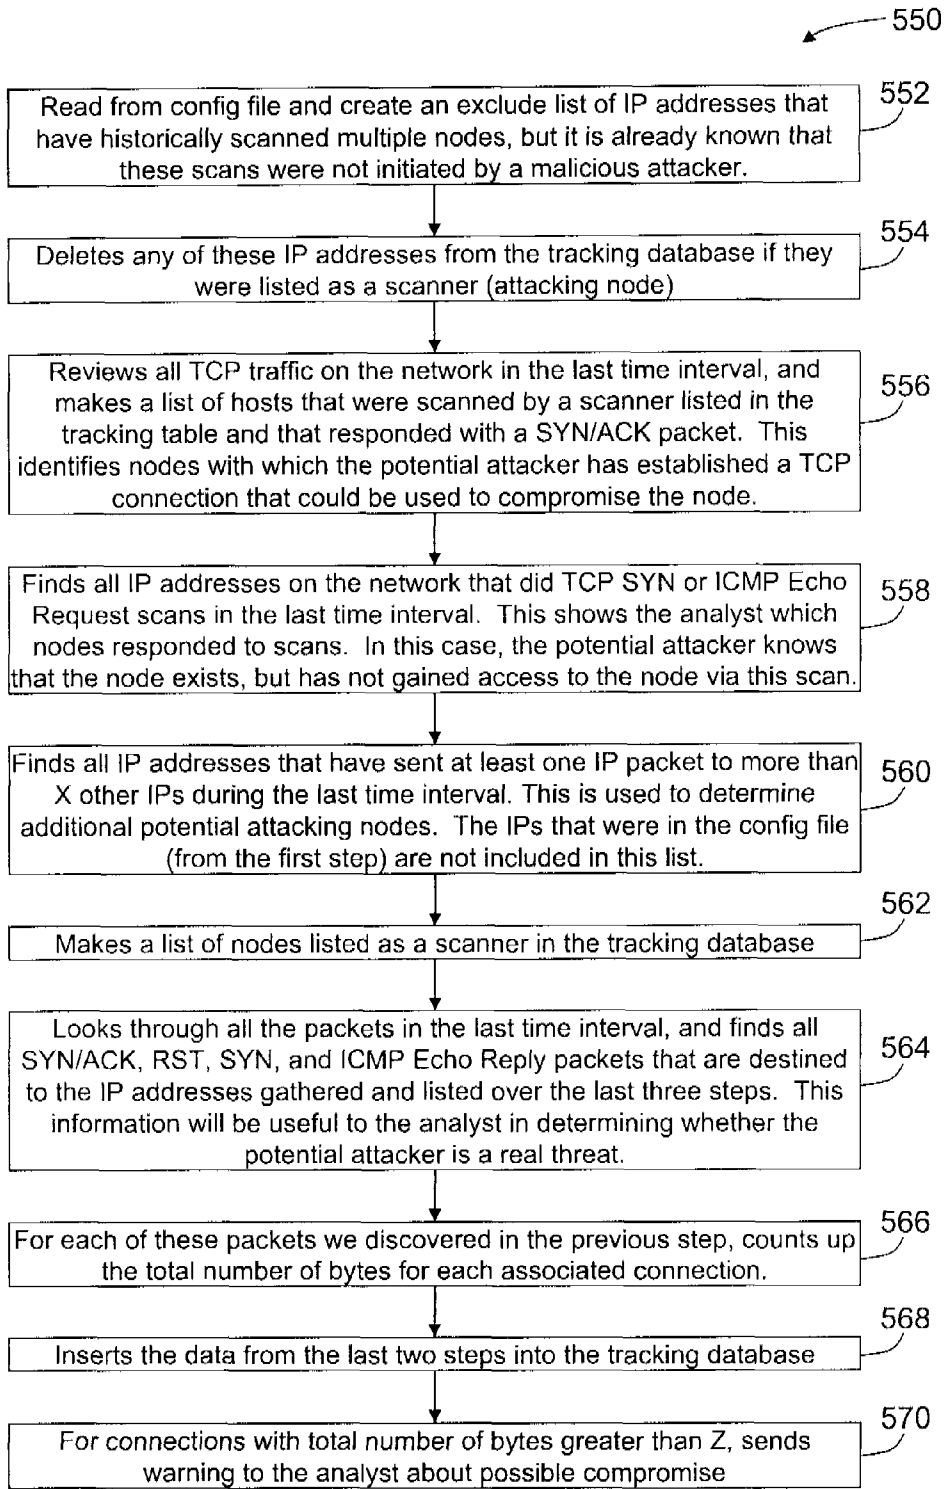 550
552
Read from config file and create an exclude list of IP addresses that
have historically scanned multiple nodes, but it is already known that
these scans were not initiated by a malicious attacker.
554
Deletes any of these IP addresses from the tracking database if they
were listed as a scanner (attacking node)
556
Reviews all TCP traffic on the network in the last time interval, and
makes a list of hosts that were scanned by a scanner listed in the
tracking table and that responded with a SYN/ACK packet. This
identifies nodes with which the potential attacker has established a TCP
connection that could be used to compromise the node.
558
Finds all IP addresses on the network that did TCP SYN or ICMP Echo
Request scans in the last time interval. This shows the analyst which
nodes responded to scans. In this case, the potential attacker knows
that the node exists, but has not gained access to the node via this scan.
560
Finds all IP addresses that have sent at least one IP packet to more than
X other IPs during the last time interval. This is used to determine
additional potential attacking nodes. The IPs that were in the config file
(from the first step) are not included in this list.
562
Makes a list of nodes listed as a scanner in the tracking database
564
Looks through all the packets in the last time interval, and finds all
SYN/ACK, RST, SYN, and ICMP Echo Reply packets that are destined
to the IP addresses gathered and listed over the last three steps. This
information will be useful to the analyst in determining whether the
potential attacker is a real threat.
566
For each of these packets we discovered in the previous step, counts up
the total number of bytes for each associated connection.
568
Inserts the data from the last two steps into the tracking database
570
For connections with total number of bytes greater than Z, sends
warning to the analyst about possible compromise